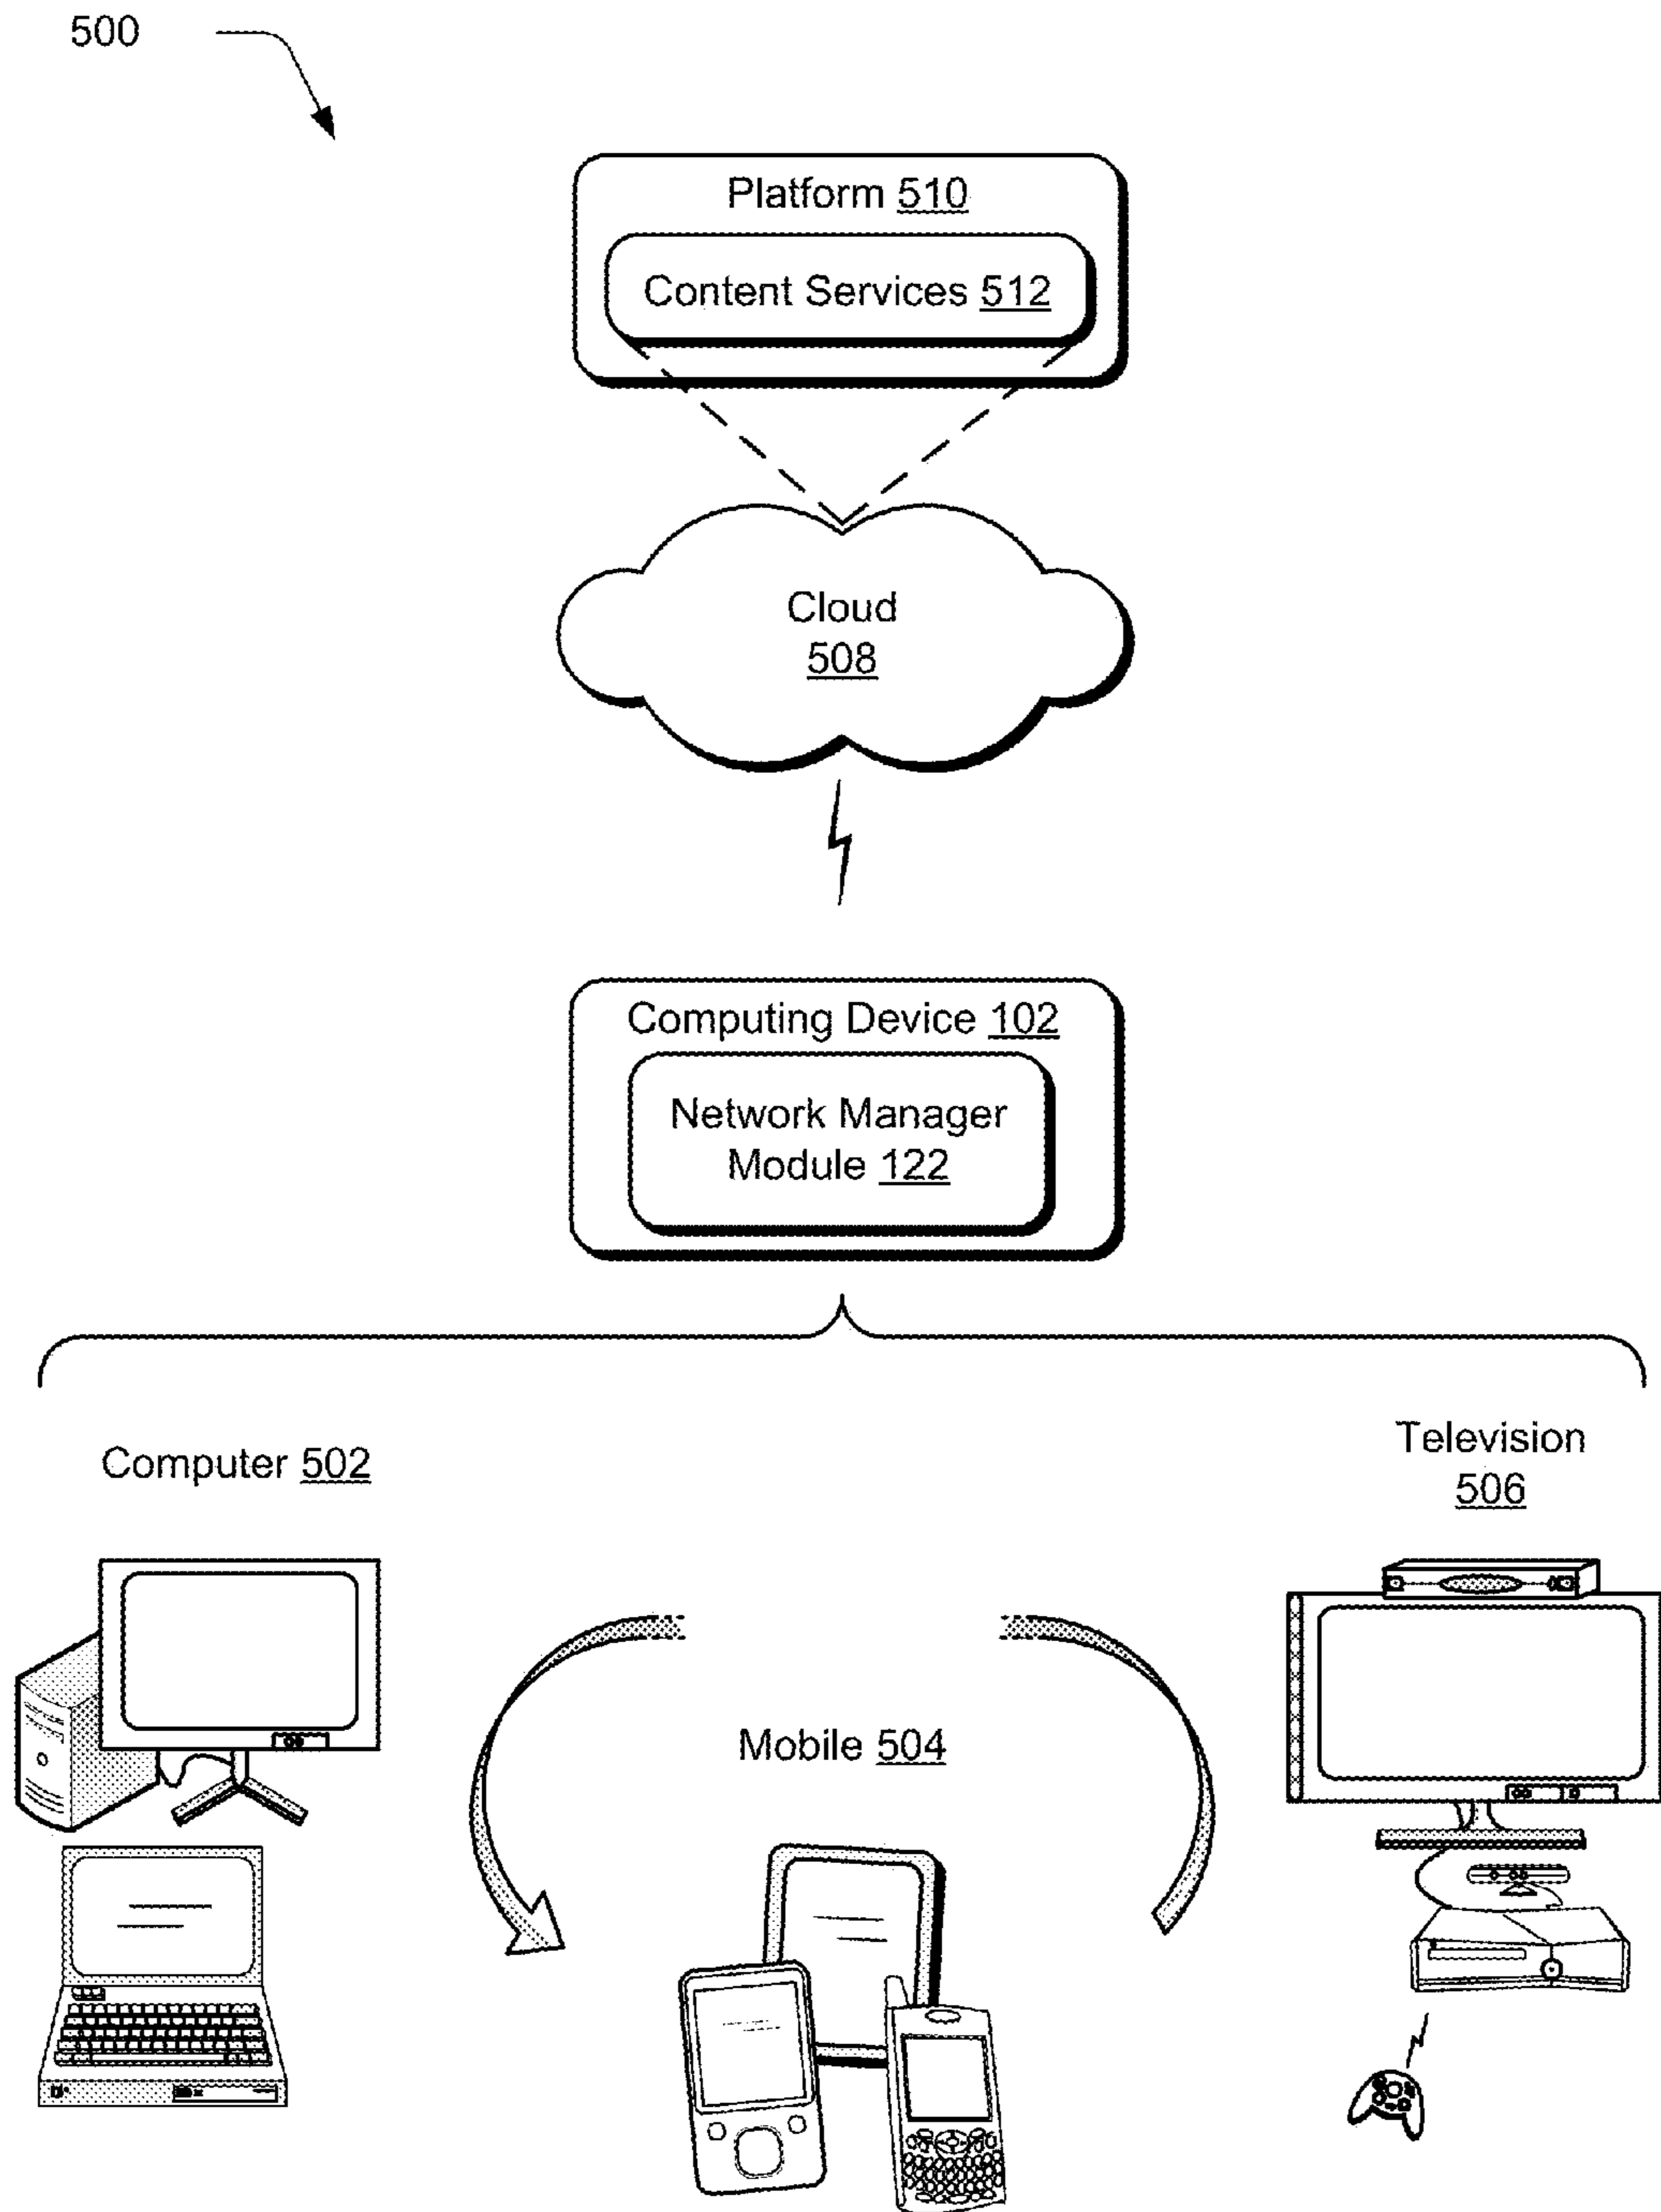 500
Platform 510
Content Services 512
Cloud
508
Computing Device 102
Network Manager
Module 122
Computer 502
Television
506
Mobile 504